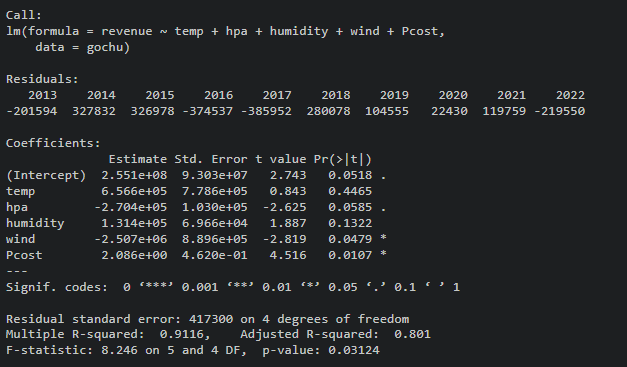 Call:
lm(formula = revenue ~ temp + hpa + humidity + wind + Pcost,
    data = gochu)
Residuals:
   2013    2014    2015    2016    2017    2018    2019    2020    2021    2022
-201594  327832  326978 -374537 -385952  280078  104555   22430  119759 -219550
Coefficients:
              Estimate Std. Error t value Pr(>|t|)
(Intercept)  2.551e+08  9.303e+07   2.743   0.0518 .
temp         6.566e+05  7.786e+05   0.843   0.4465
hpa         -2.704e+05  1.030e+05  -2.625   0.0585 .
humidity     1.314e+05  6.966e+04   1.887   0.1322
wind        -2.507e+06  8.896e+05  -2.819   0.0479 *
Pcost        2.086e+00  4.620e-01   4.516   0.0107 *
---
Signif. codes:  0 ‘***’ 0.001 ‘**’ 0.01 ‘*’ 0.05 ‘.’ 0.1 ‘ ’ 1
Residual standard error: 417300 on 4 degrees of freedom
Multiple R-squared:  0.9116,    Adjusted R-squared:  0.801
F-statistic: 8.246 on 5 and 4 DF,  p-value: 0.03124